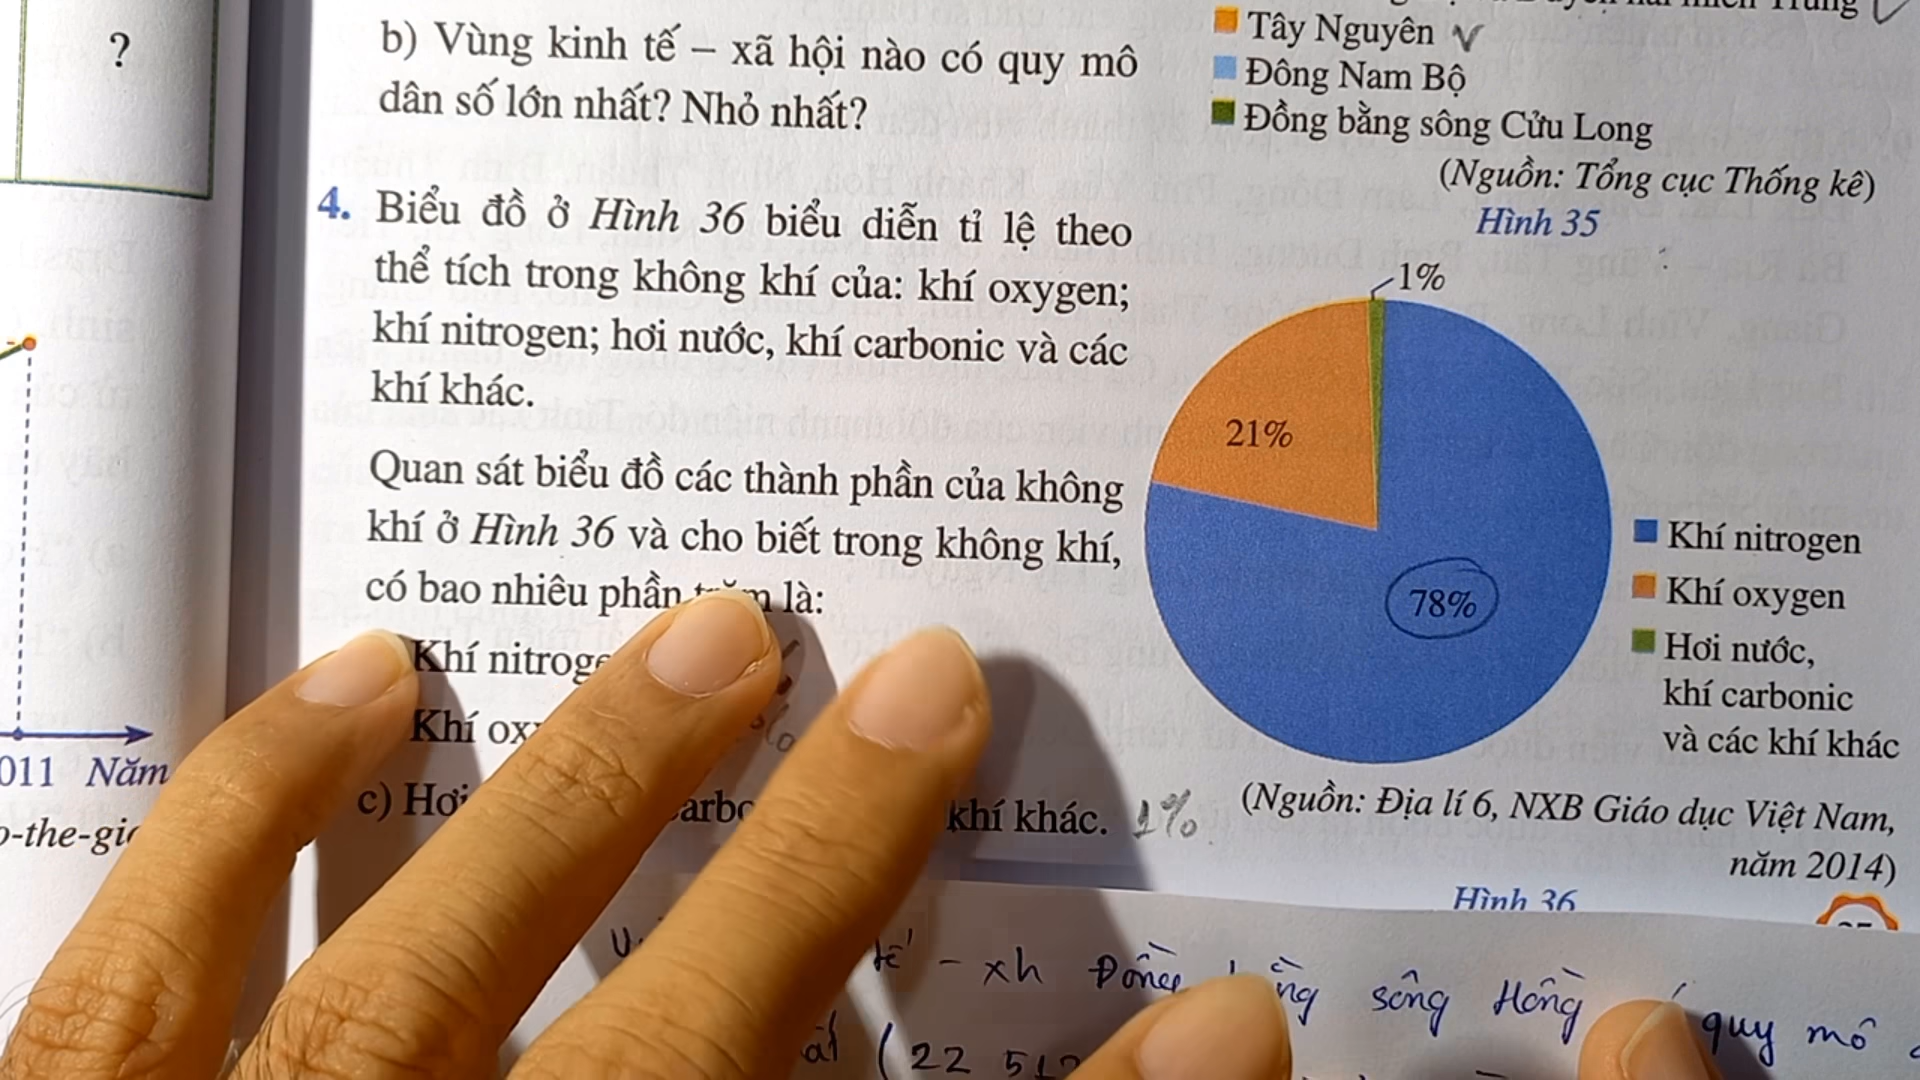 ?
b) Vùng kinh tế – xã hội nào có quy mô
dân số lớn nhất? Nhỏ nhất?
Tây Nguyên
Đông Nam Bộ
Đồng bằng sông Cửu Long
(Nguồn: Tổng cục Thống kê)
Hình 35
4. Biểu đồ ở Hình 36 biểu diễn tỉ lệ theo
thể tích trong không khí của: khí oxygen;
khí nitrogen; hơi nước, khí carbonic và các
khí khác.
Quan sát biểu đồ các thành phần của không
khí ở Hình 36 và cho biết trong không khí,
có bao nhiêu phần trăm là:
Khí
Khí
c) khí khác. 1%
1%
21%
78%
Khí nitrogen
Khí oxygen
Hơi nước,
khí carbonic
và các khí khác
(Nguồn: Địa lí 6, NXB Giáo dục Việt Nam,
năm 2014)
Hình 36
011 Năm
- xh sông Hồng quy mô
(22